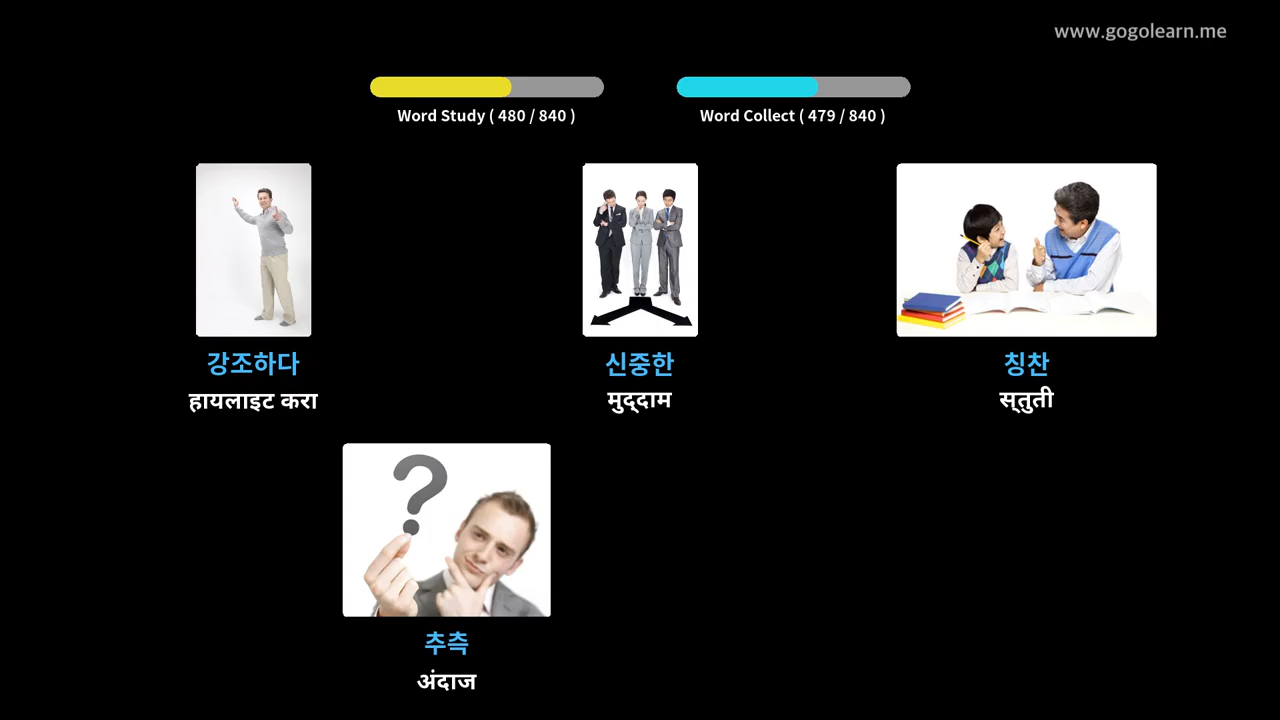 www.gogolearn.me
Word Study ( 480 / 840 )
Word Collect ( 479 / 840 )
강조하다
हायलाइट करा
신중한
मुद्दाम
칭찬
स्तुती
추측
अंदाज